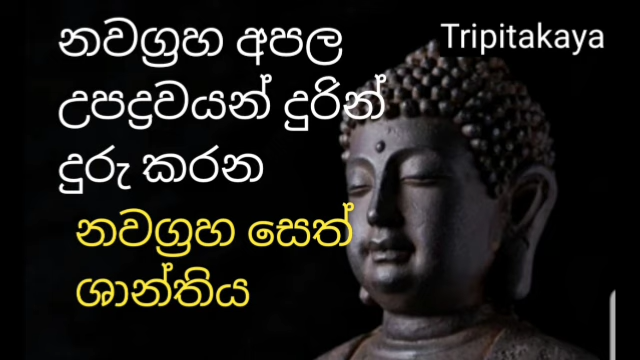 නවග්‍රහ අපල
Tripitakaya
උපද්‍රවයන් දුරින්
දුරු කරන
නවග්‍රහ සෙත්
ශාන්තිය